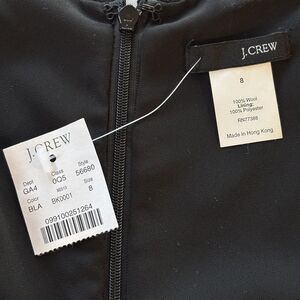 J.CREW
8
100% Wool
Lining:
100% Polyester
RN77388
Made in Hong Kong
J.CREW
Dept Class Style
GA4 0Q5 56680
Color Size
BLA BK0001 8
099100251264